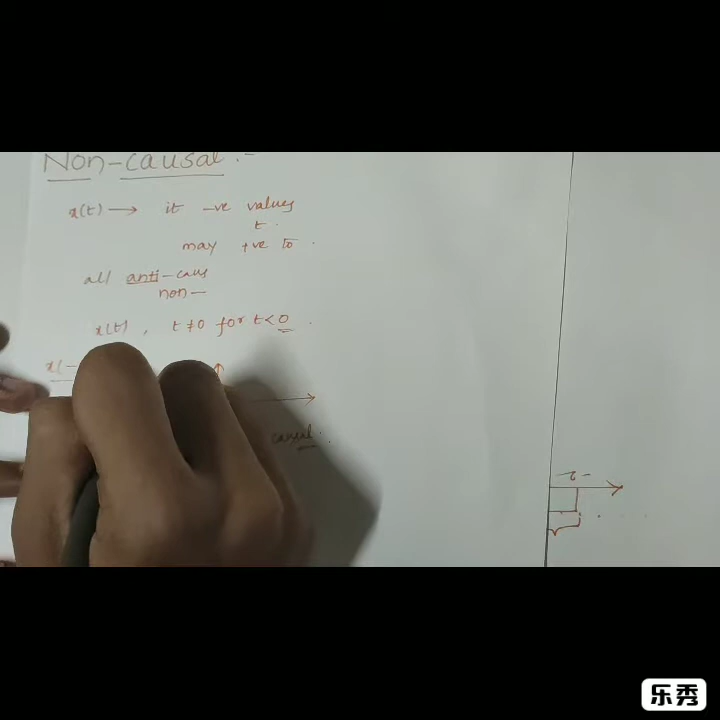 Non-causal :-
x(t) → it -ve values
t.
may +ve to .
all anti-caus
non-
x(t) , t≠0 for t<0 .
x(-
causal .
乐秀